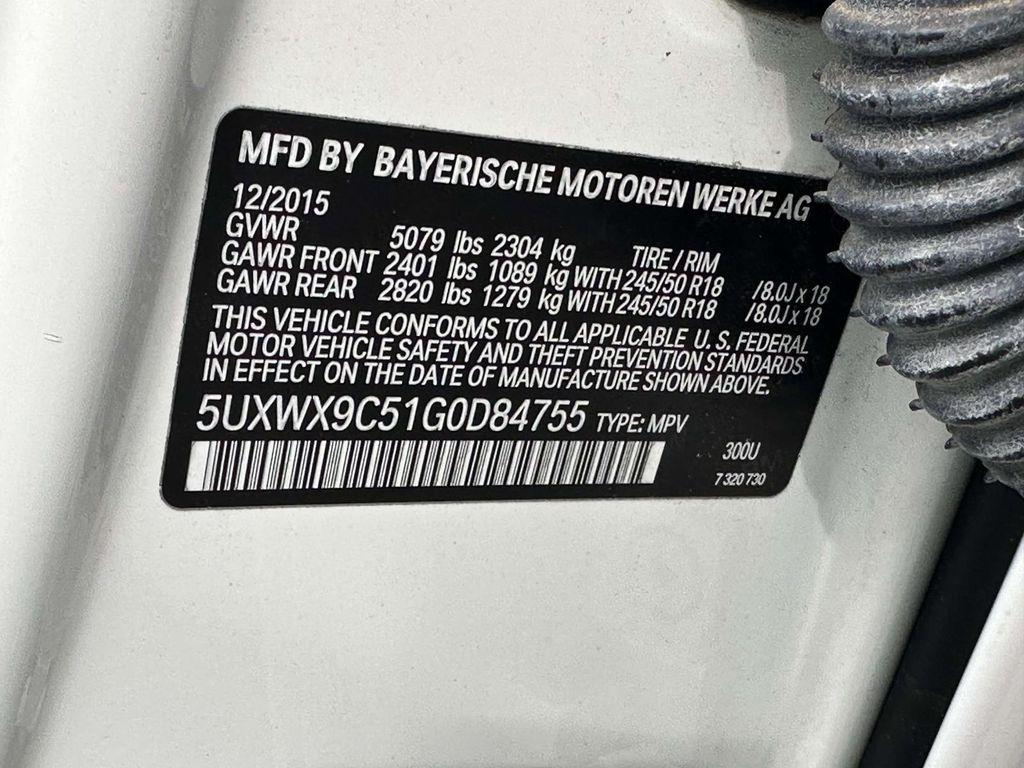 MFD BY BAYERISCHE MOTOREN WERKE AG
12/2015
GVWR 5079 lbs 2304 kg TIRE / RIM
GAWR FRONT 2401 lbs 1089 kg WITH 245/50 R18 /8.0J x 18
GAWR REAR 2820 lbs 1279 kg WITH 245/50 R18 /8.0J x 18
THIS VEHICLE CONFORMS TO ALL APPLICABLE U. S. FEDERAL
MOTOR VEHICLE SAFETY AND THEFT PREVENTION STANDARDS
IN EFFECT ON THE DATE OF MANUFACTURE SHOWN ABOVE.
5UXWX9C51G0D84755 TYPE: MPV
300U
7 320 730